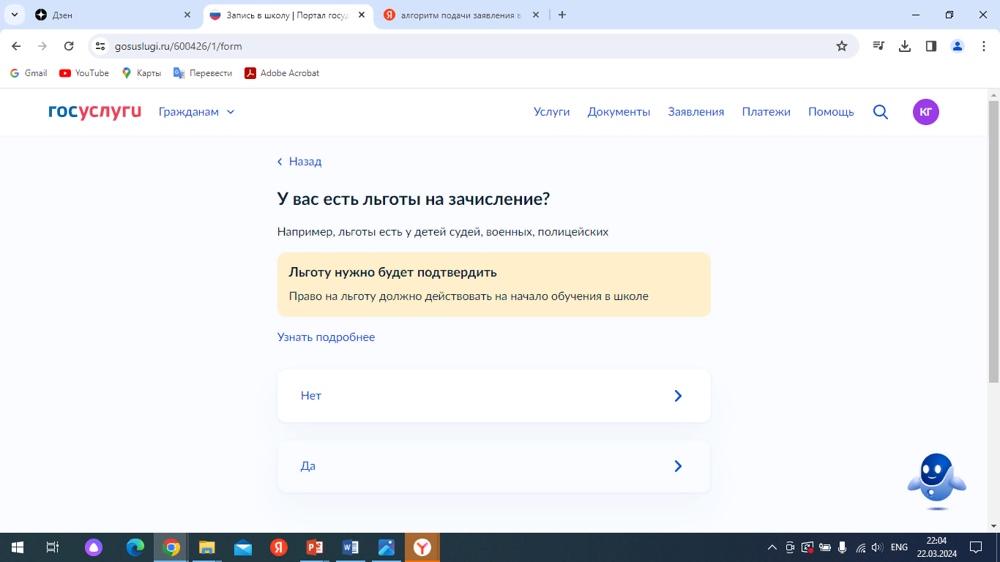 Дзен
Запись в школу | Портал госуд
алгоритм подачи заявления в
gosuslugi.ru/600426/1/form
Gmail
YouTube
Карты
Перевести
Adobe Acrobat
госуслуги
Гражданам
Услуги
Документы
Заявления
Платежи
Помощь
КГ
Назад
У вас есть льготы на зачисление?
Например, льготы есть у детей судей, военных, полицейских
Льготу нужно будет подтвердить
Право на льготу должно действовать на начало обучения в школе
Узнать подробнее
Нет
Да
ENG
22:04
22.03.2024